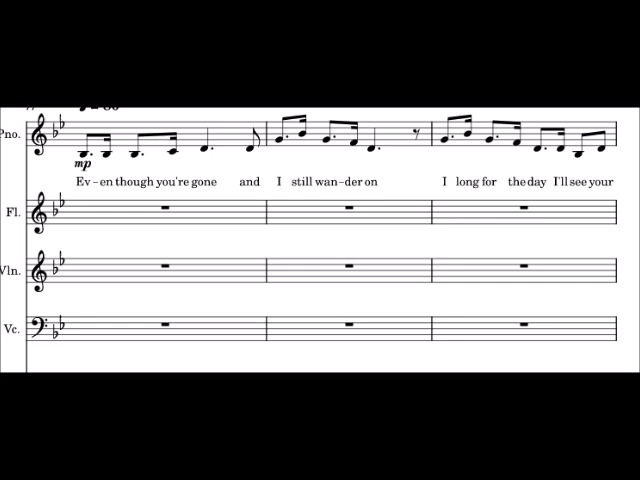 Pno.
mp
Ev–en though you're gone and I still wan–der on I long for the day I'll see your
Fl.
Vln.
Vc.